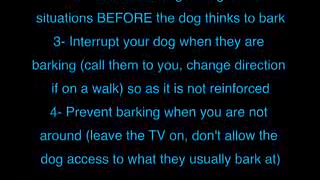 situations BEFORE the dog thinks to bark
3- Interrupt your dog when they are
barking (call them to you, change direction
if on a walk) so as it is not reinforced
4- Prevent barking when you are not
around (leave the TV on, don't allow the
dog access to what they usually bark at)